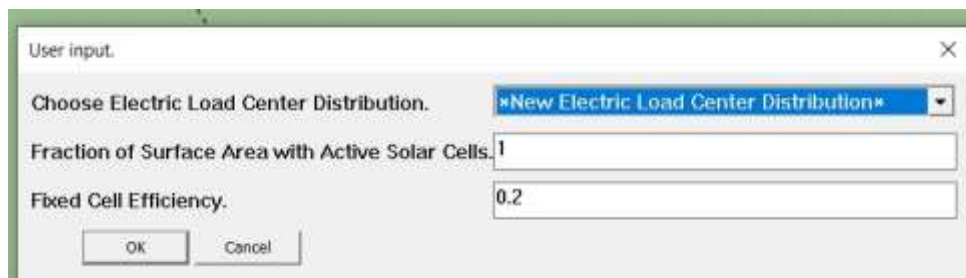 User input.
Choose Electric Load Center Distribution. *New Electric Load Center Distribution*
Fraction of Surface Area with Active Solar Cells. 1
Fixed Cell Efficiency. 0.2
OK Cancel